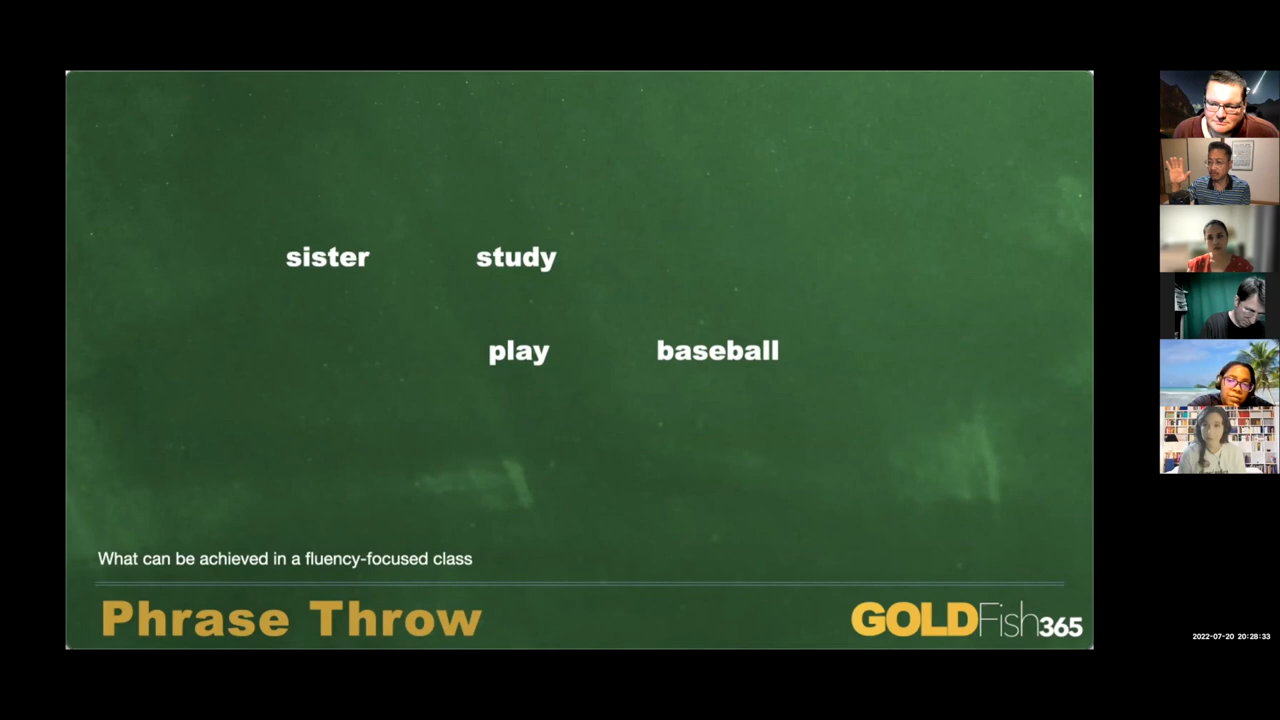 sister study
play baseball
What can be achieved in a fluency-focused class
Phrase Throw
GOLDFish365
2022-07-20 20:28:33